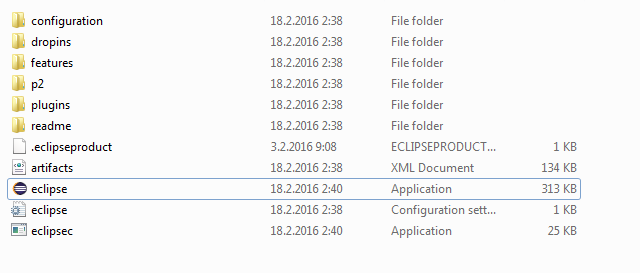 configuration 18.2.2016 2:38 File folder
dropins 18.2.2016 2:38 File folder
features 18.2.2016 2:38 File folder
p2 18.2.2016 2:38 File folder
plugins 18.2.2016 2:38 File folder
readme 18.2.2016 2:38 File folder
.eclipseproduct 3.2.2016 9:08 ECLIPSEPRODUCT... 1 KB
artifacts 18.2.2016 2:38 XML Document 134 KB
eclipse 18.2.2016 2:40 Application 313 KB
eclipse 18.2.2016 2:38 Configuration sett... 1 KB
eclipsec 18.2.2016 2:40 Application 25 KB